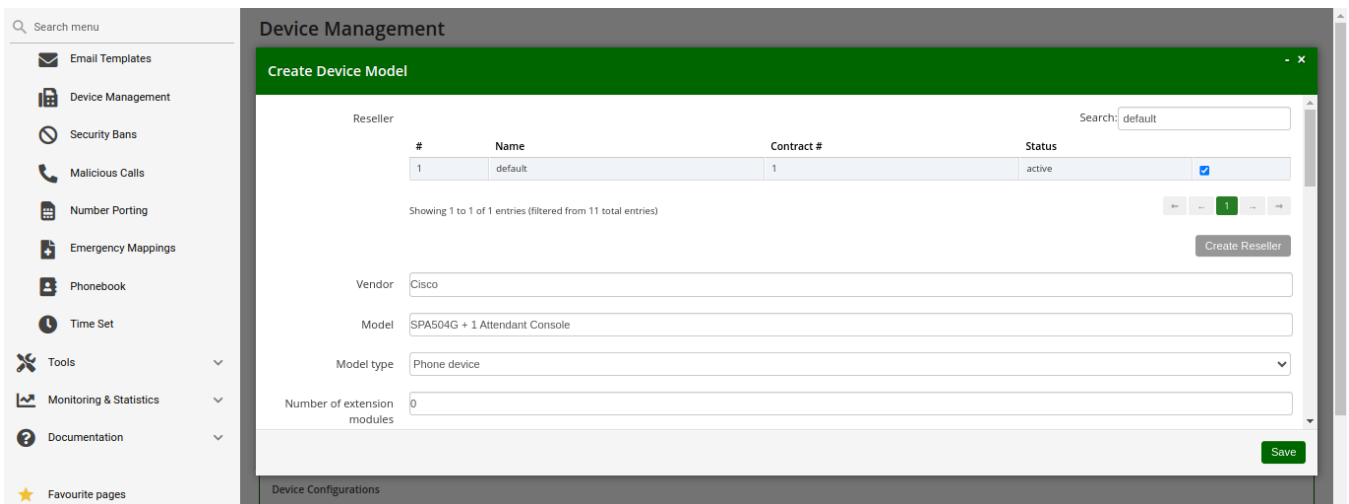 Search menu
Email Templates
Device Management
Security Bans
Malicious Calls
Number Porting
Emergency Mappings
Phonebook
Time Set
Tools
Monitoring & Statistics
Documentation
Favourite pages
Device Management
Create Device Model
- ×
Reseller
Search: default
# Name Contract # Status
1 default 1 active
Showing 1 to 1 of 1 entries (filtered from 11 total entries)
← .. 1 .. →
Create Reseller
Vendor Cisco
Model SPA504G + 1 Attendant Console
Model type Phone device
Number of extension 0
modules
Save
Device Configurations